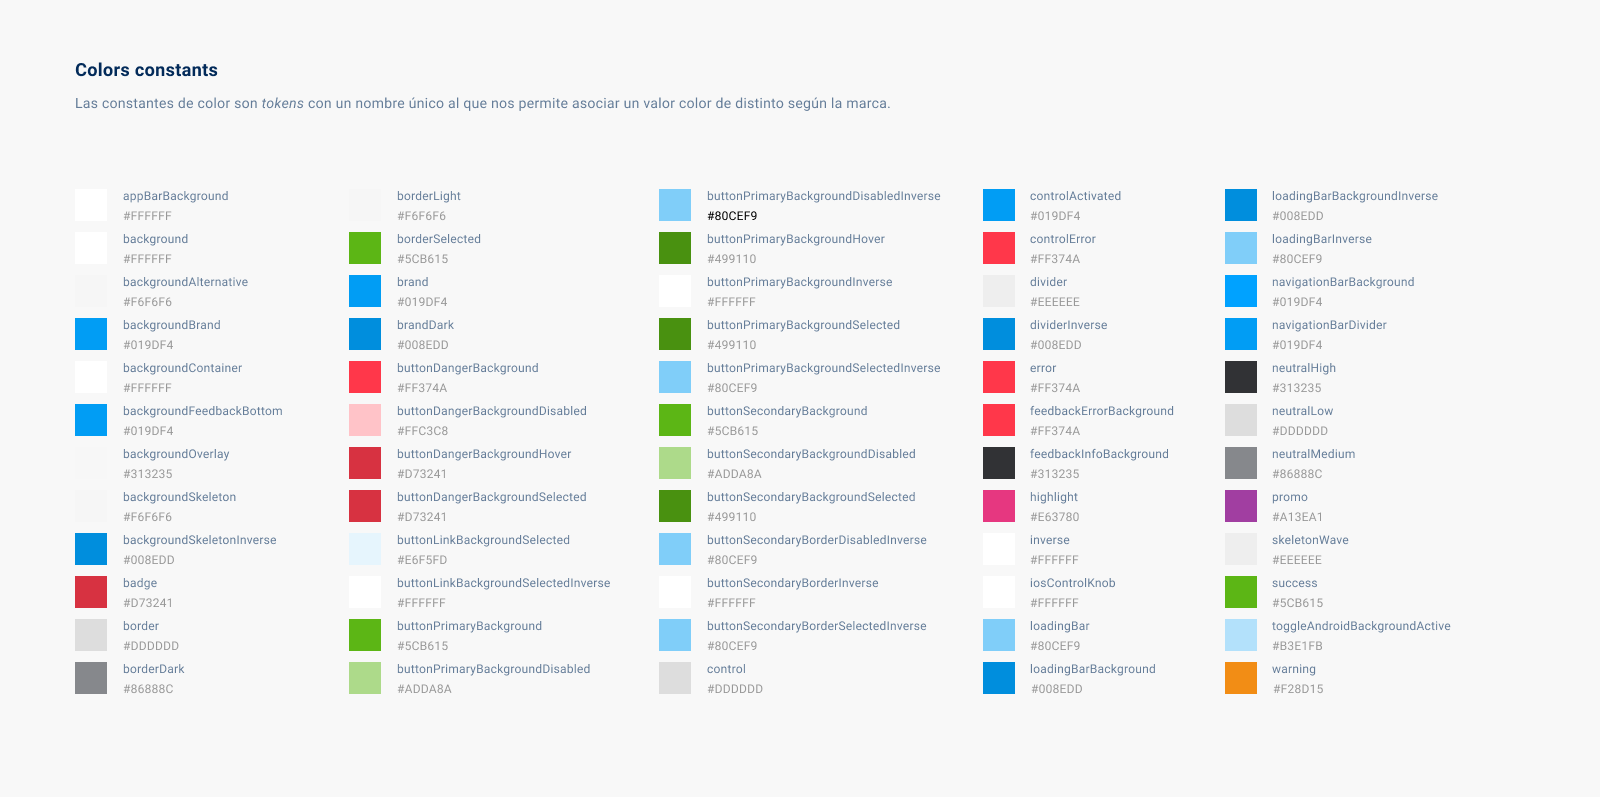 Colors constants
Las constantes de color son tokens con un nombre único al que nos permite asociar un valor color de distinto según la marca.
appBarBackground
#FFFFFF
background
#FFFFFF
backgroundAlternative
#F6F6F6
backgroundBrand
#019DF4
backgroundContainer
#FFFFFF
backgroundFeedbackBottom
#019DF4
backgroundOverlay
#313235
backgroundSkeleton
#F6F6F6
backgroundSkeletonInverse
#008EDD
badge
#D73241
border
#DDDDDD
borderDark
#86888C
borderLight
#F6F6F6
borderSelected
#5CB615
brand
#019DF4
brandDark
#008EDD
buttonDangerBackground
#FF374A
buttonDangerBackgroundDisabled
#FFC3C8
buttonDangerBackgroundHover
#D73241
buttonDangerBackgroundSelected
#D73241
buttonLinkBackgroundSelected
#E6F5FD
buttonLinkBackgroundSelectedInverse
#FFFFFF
buttonPrimaryBackground
#5CB615
buttonPrimaryBackgroundDisabled
#ADDA8A
buttonPrimaryBackgroundDisabledInverse
#80CEF9
buttonPrimaryBackgroundHover
#499110
buttonPrimaryBackgroundInverse
#FFFFFF
buttonPrimaryBackgroundSelected
#499110
buttonPrimaryBackgroundSelectedInverse
#80CEF9
buttonSecondaryBackground
#5CB615
buttonSecondaryBackgroundDisabled
#ADDA8A
buttonSecondaryBackgroundSelected
#499110
buttonSecondaryBorderDisabledInverse
#80CEF9
buttonSecondaryBorderInverse
#FFFFFF
buttonSecondaryBorderSelectedInverse
#80CEF9
control
#DDDDDD
controlActivated
#019DF4
controlError
#FF374A
divider
#EEEEEE
dividerInverse
#008EDD
error
#FF374A
feedbackErrorBackground
#FF374A
feedbackInfoBackground
#313235
highlight
#E63780
inverse
#FFFFFF
iosControlKnob
#FFFFFF
loadingBar
#80CEF9
loadingBarBackground
#008EDD
loadingBarBackgroundInverse
#008EDD
loadingBarInverse
#80CEF9
navigationBarBackground
#019DF4
navigationBarDivider
#019DF4
neutralHigh
#313235
neutralLow
#DDDDDD
neutralMedium
#86888C
promo
#A13EA1
skeletonWave
#EEEEEE
success
#5CB615
toggleAndroidBackgroundActive
#B3E1FB
warning
#F28D15